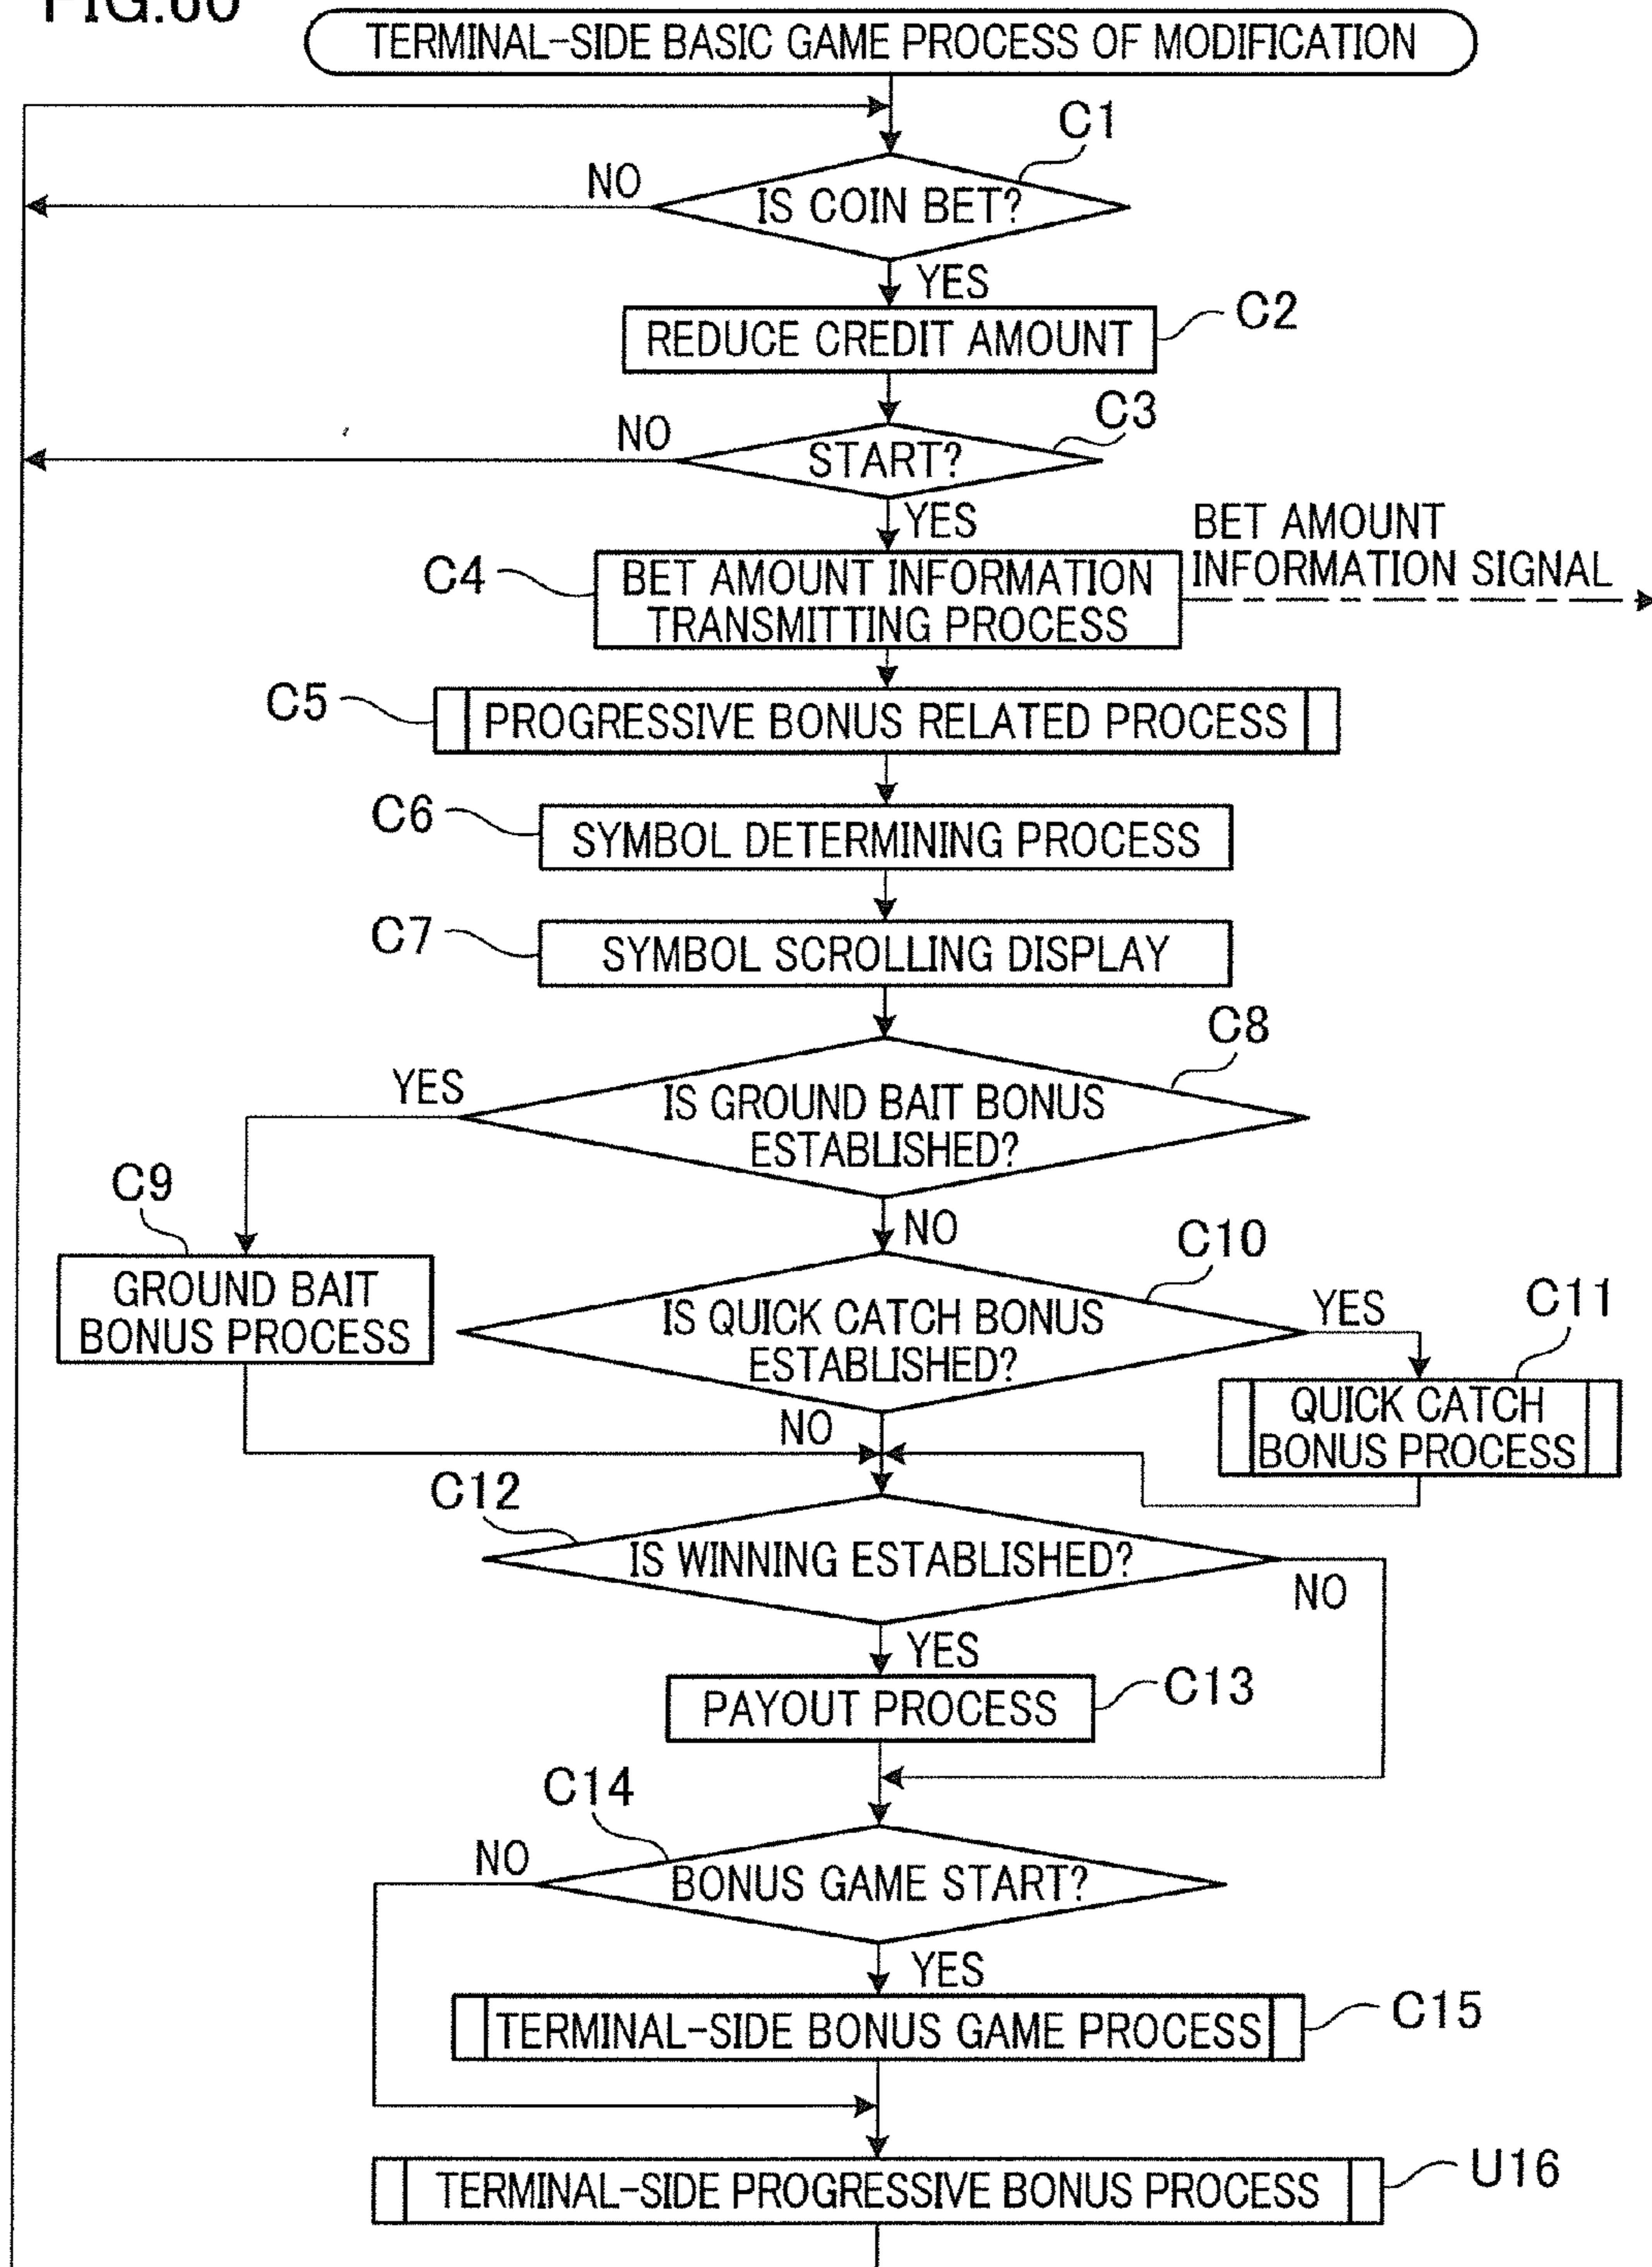 FIG.60
TERMINAL-SIDE BASIC GAME PROCESS OF MODIFICATION
C1
NO
IS COIN BET?
YES
C2
REDUCE CREDIT AMOUNT
C3
NO
START?
YES
BET AMOUNT
INFORMATION SIGNAL
C4
BET AMOUNT INFORMATION
TRANSMITTING PROCESS
C5
PROGRESSIVE BONUS RELATED PROCESS
C6
SYMBOL DETERMINING PROCESS
C7
SYMBOL SCROLLING DISPLAY
C8
YES
IS GROUND BAIT BONUS
ESTABLISHED?
C9
NO
GROUND BAIT
BONUS PROCESS
C10
IS QUICK CATCH BONUS
ESTABLISHED?
YES
C11
QUICK CATCH
BONUS PROCESS
NO
C12
IS WINNING ESTABLISHED?
NO
YES
PAYOUT PROCESS
C13
C14
NO
BONUS GAME START?
YES
TERMINAL-SIDE BONUS GAME PROCESS
C15
TERMINAL-SIDE PROGRESSIVE BONUS PROCESS
U16